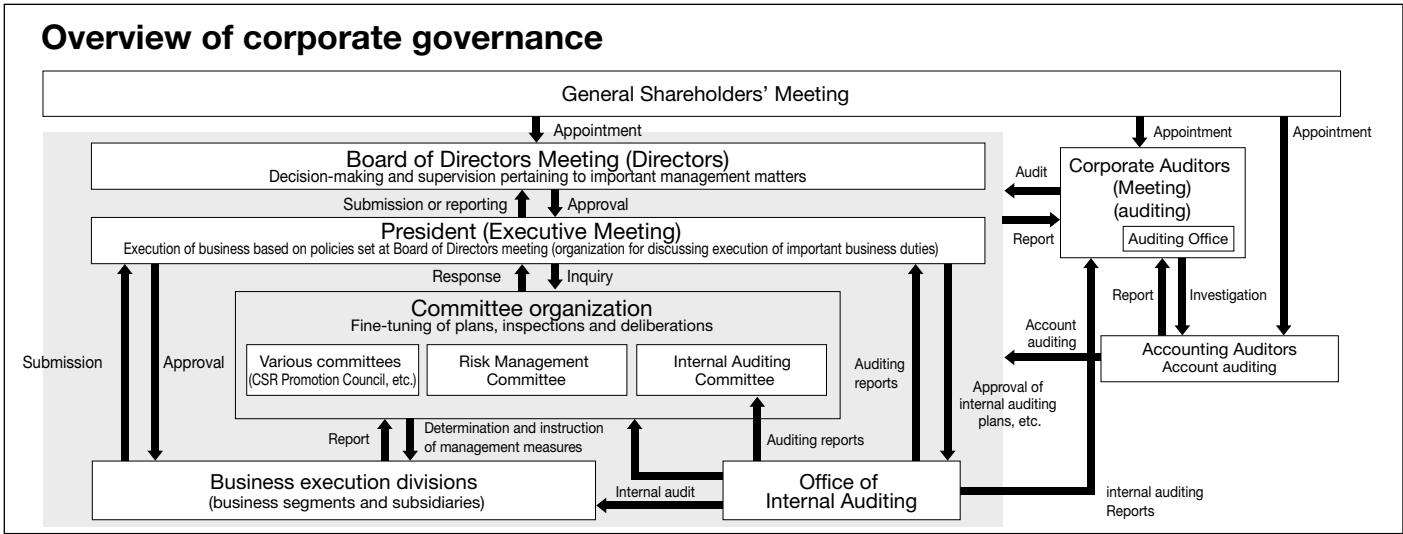 Overview of corporate governance
General Shareholders' Meeting
Appointment
Appointment
Appointment
Board of Directors Meeting (Directors)
Decision-making and supervision pertaining to important management matters
Audit
Corporate Auditors
(Meeting)
(auditing)
Auditing Office
Submission or reporting
Approval
Report
President (Executive Meeting)
Execution of business based on policies set at Board of Directors meeting (organization for discussing execution of important business duties)
Response
Inquiry
Report
Investigation
Committee organization
Fine-tuning of plans, inspections and deliberations
Submission
Approval
Various committees
(CSR Promotion Council, etc.)
Risk Management
Committee
Internal Auditing
Committee
Auditing
reports
Account
auditing
Accounting Auditors
Account auditing
Approval of
internal auditing
plans, etc.
Report
Determination and instruction
of management measures
Auditing reports
Business execution divisions
(business segments and subsidiaries)
Internal audit
Office of
Internal Auditing
internal auditing
Reports